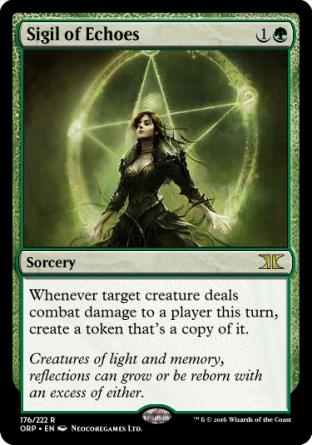 Sigil of Echoes 1
Sorcery
Whenever target creature deals
combat damage to a player this turn,
create a token that's a copy of it.
Creatures of light and memory,
reflections can grow or be reborn with
an excess of either.
176/222 R
ORP • EN Neocoregames Ltd.
™ & © 2016 Wizards of the Coast